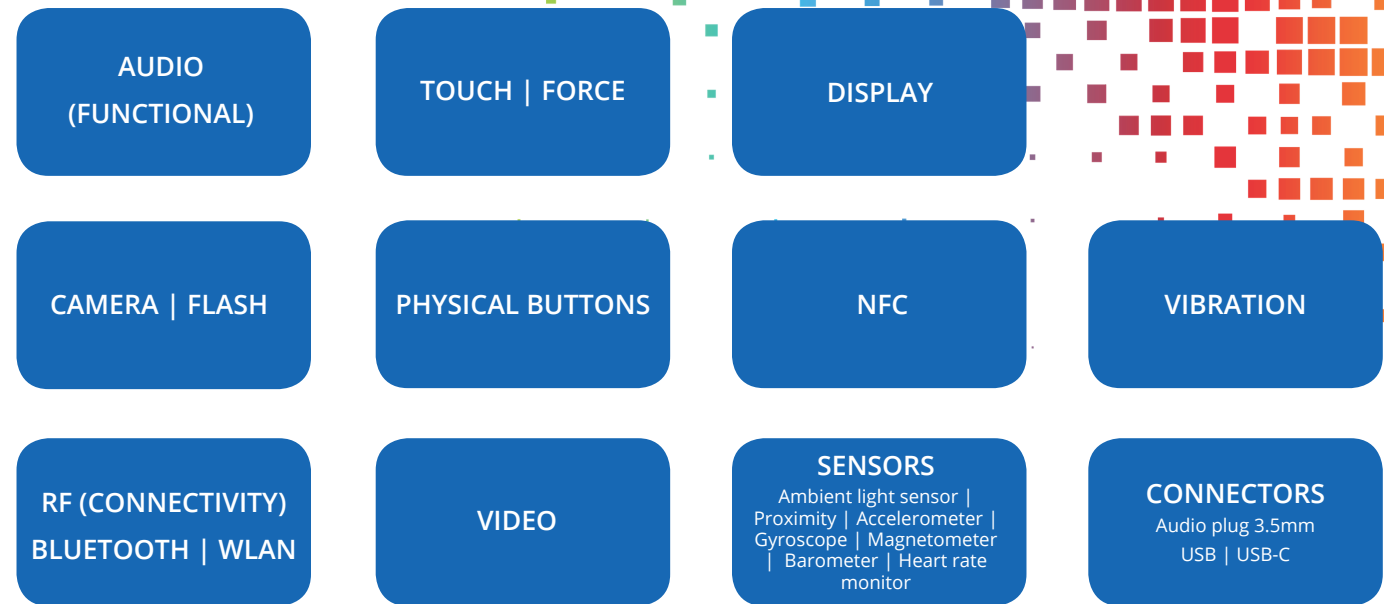 AUDIO
(FUNCTIONAL)
TOUCH | FORCE
DISPLAY
CAMERA | FLASH
PHYSICAL BUTTONS
NFC
VIBRATION
RF (CONNECTIVITY)
BLUETOOTH | WLAN
VIDEO
SENSORS
Ambient light sensor |
Proximity | Accelerometer |
Gyroscope | Magnetometer
| Barometer | Heart rate
monitor
CONNECTORS
Audio plug 3.5mm
USB | USB-C